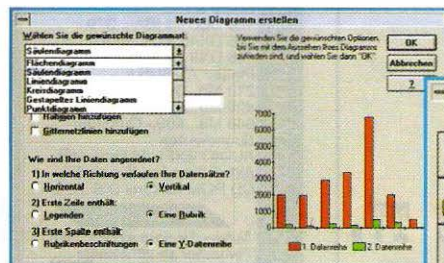 Neues Diagramm erstellen
Wählen Sie die gewünschte Diagrammart.
Säulendiagramm
Flächendiagramm
Säulendiagramm
Liniendiagramm
Kreisdiagramm
Gestapeltes Liniendiagramm
Punktdiagramm
Rahmen hinzufügen
Gitternetzlinien hinzufügen
Verwenden Sie die gewünschten Optionen,
bis Sie mit dem Aussehen Ihres Diagramms
zufrieden sind, und wählen Sie dann "OK".
OK
Abbrechen
?
Wie sind Ihre Daten angeordnet?
1) In welche Richtung verlaufen Ihre Datensätze?
Horizontal Vertikal
2) Erste Zeile enthält:
Legenden Eine Rubrik
3) Erste Spalte enthält:
Rubrikenbeschriftungen Eine Y-Datenreihe
7000
6000
5000
4000
3000
2000
1000
0
1. Datenreihe 2. Datenreihe